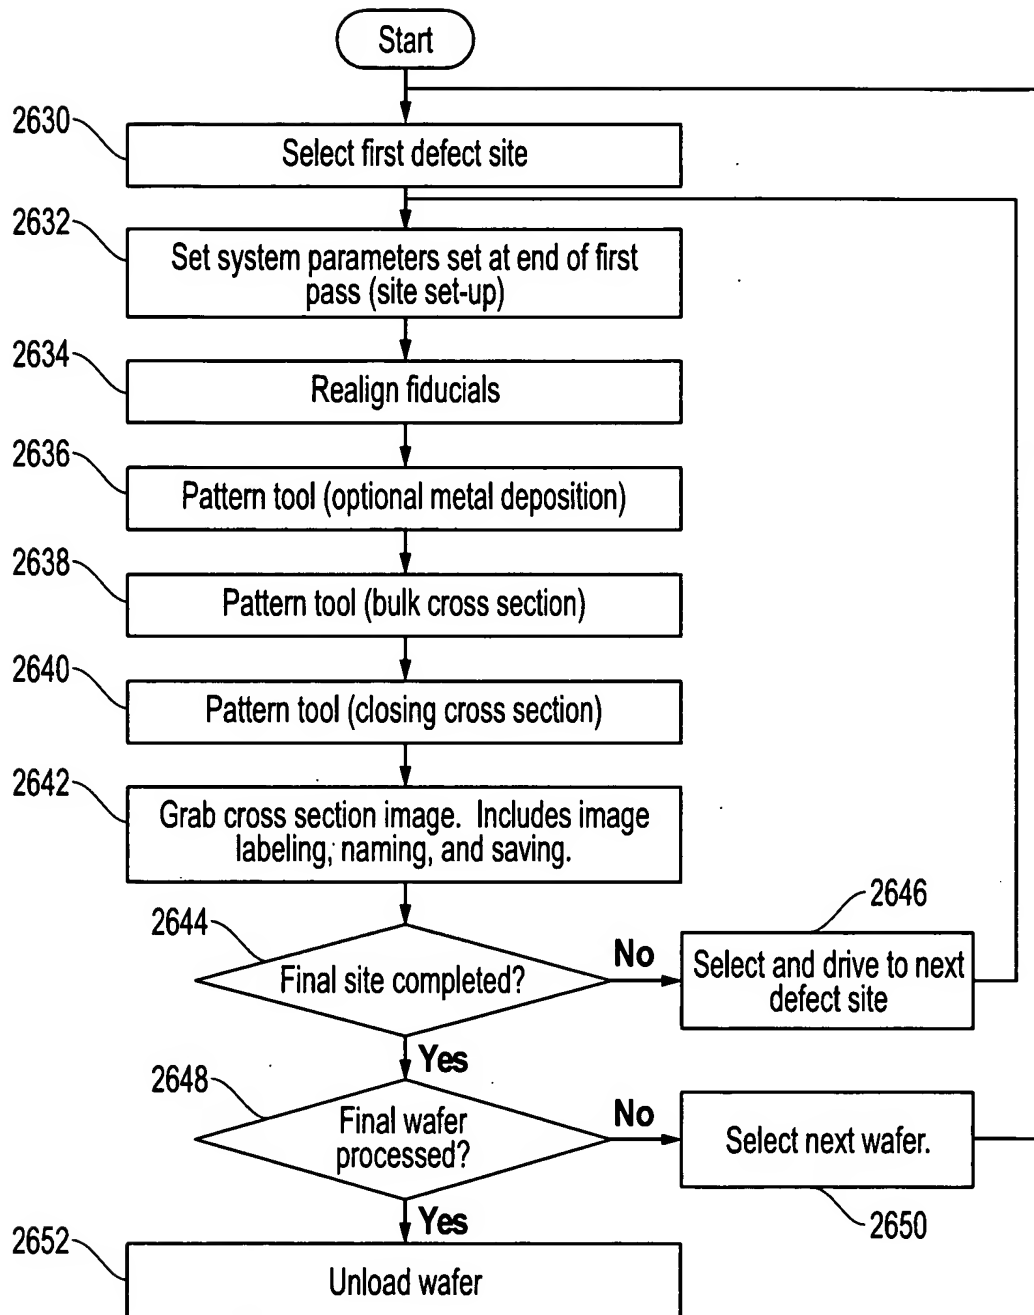 Start
2630
Select first defect site
2632
Set system parameters set at end of first
pass (site set-up)
2634
Realign fiducials
2636
Pattern tool (optional metal deposition)
2638
Pattern tool (bulk cross section)
2640
Pattern tool (closing cross section)
2642
Grab cross section image. Includes image
labeling, naming, and saving.
2644
Final site completed?
No
2646
Select and drive to next
defect site
Yes
2648
Final wafer
processed?
No
Select next wafer.
2650
Yes
2652
Unload wafer